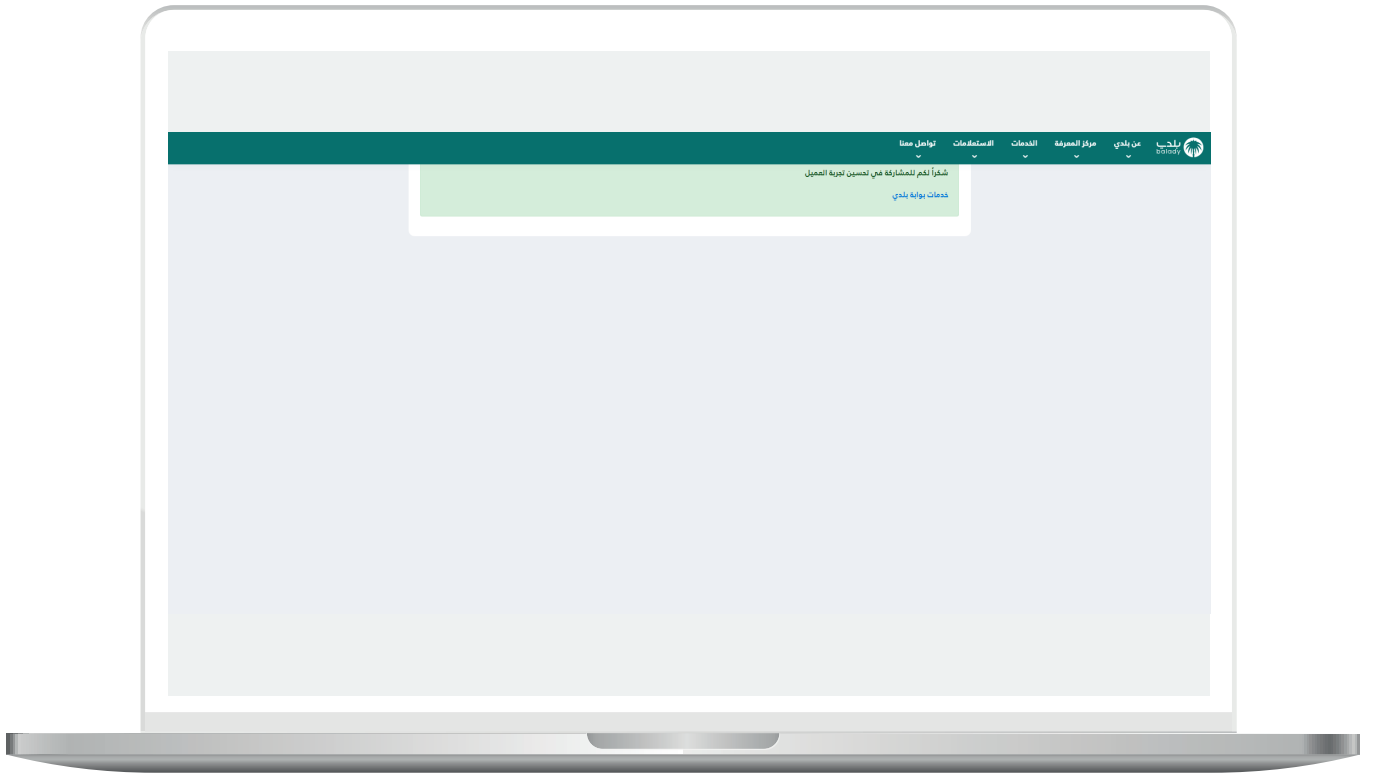 بلدي
balady
عن بلدي
مركز المعرفة
الخدمات
الاستعلامات
تواصل معنا
شكراً لكم للمشاركة في تحسين تجربة العميل
خدمات بوابة بلدي